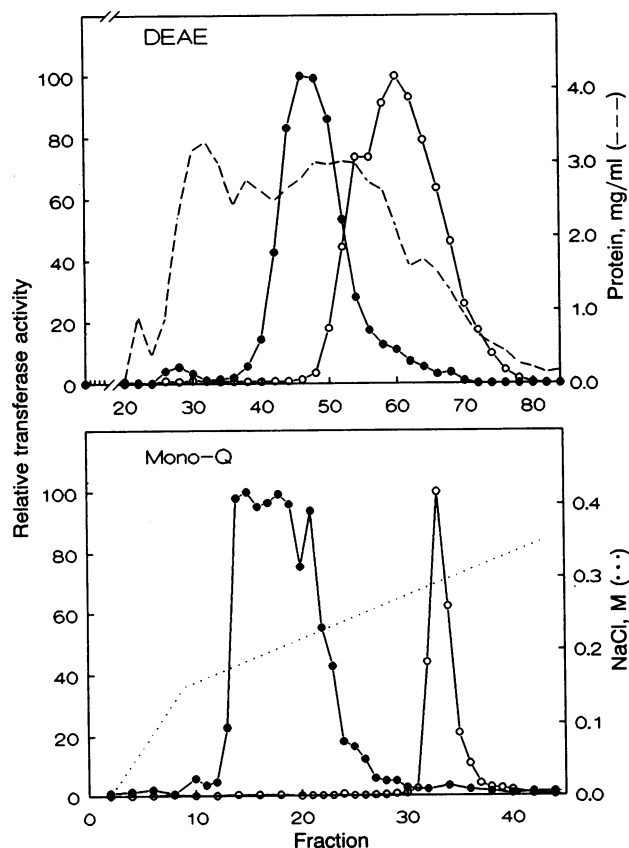 DEAE
100
80
60
40
20
0
4.0
3.0
2.0
1.0
0.0
20 30 40 50 60 70 80
Relative transferase activity
Protein, mg/ml (---)
Mono-Q
100
80
60
40
20
0
0.4
0.3
0.2
0.1
0.0
0 10 20 30 40
Fraction
NaCl, M (···)